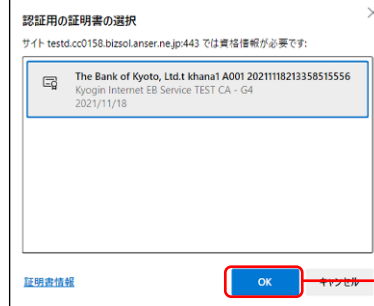 認証用の証明書の選択
サイト testd.cc0158.bizsol.anser.ne.jp:443 では資格情報が必要です:
The Bank of Kyoto, Ltd.t khana1 A001 20211118213358515556
Kyogin Internet EB Service TEST CA - G4
2021/11/18
証明書情報
OK
キャンセル